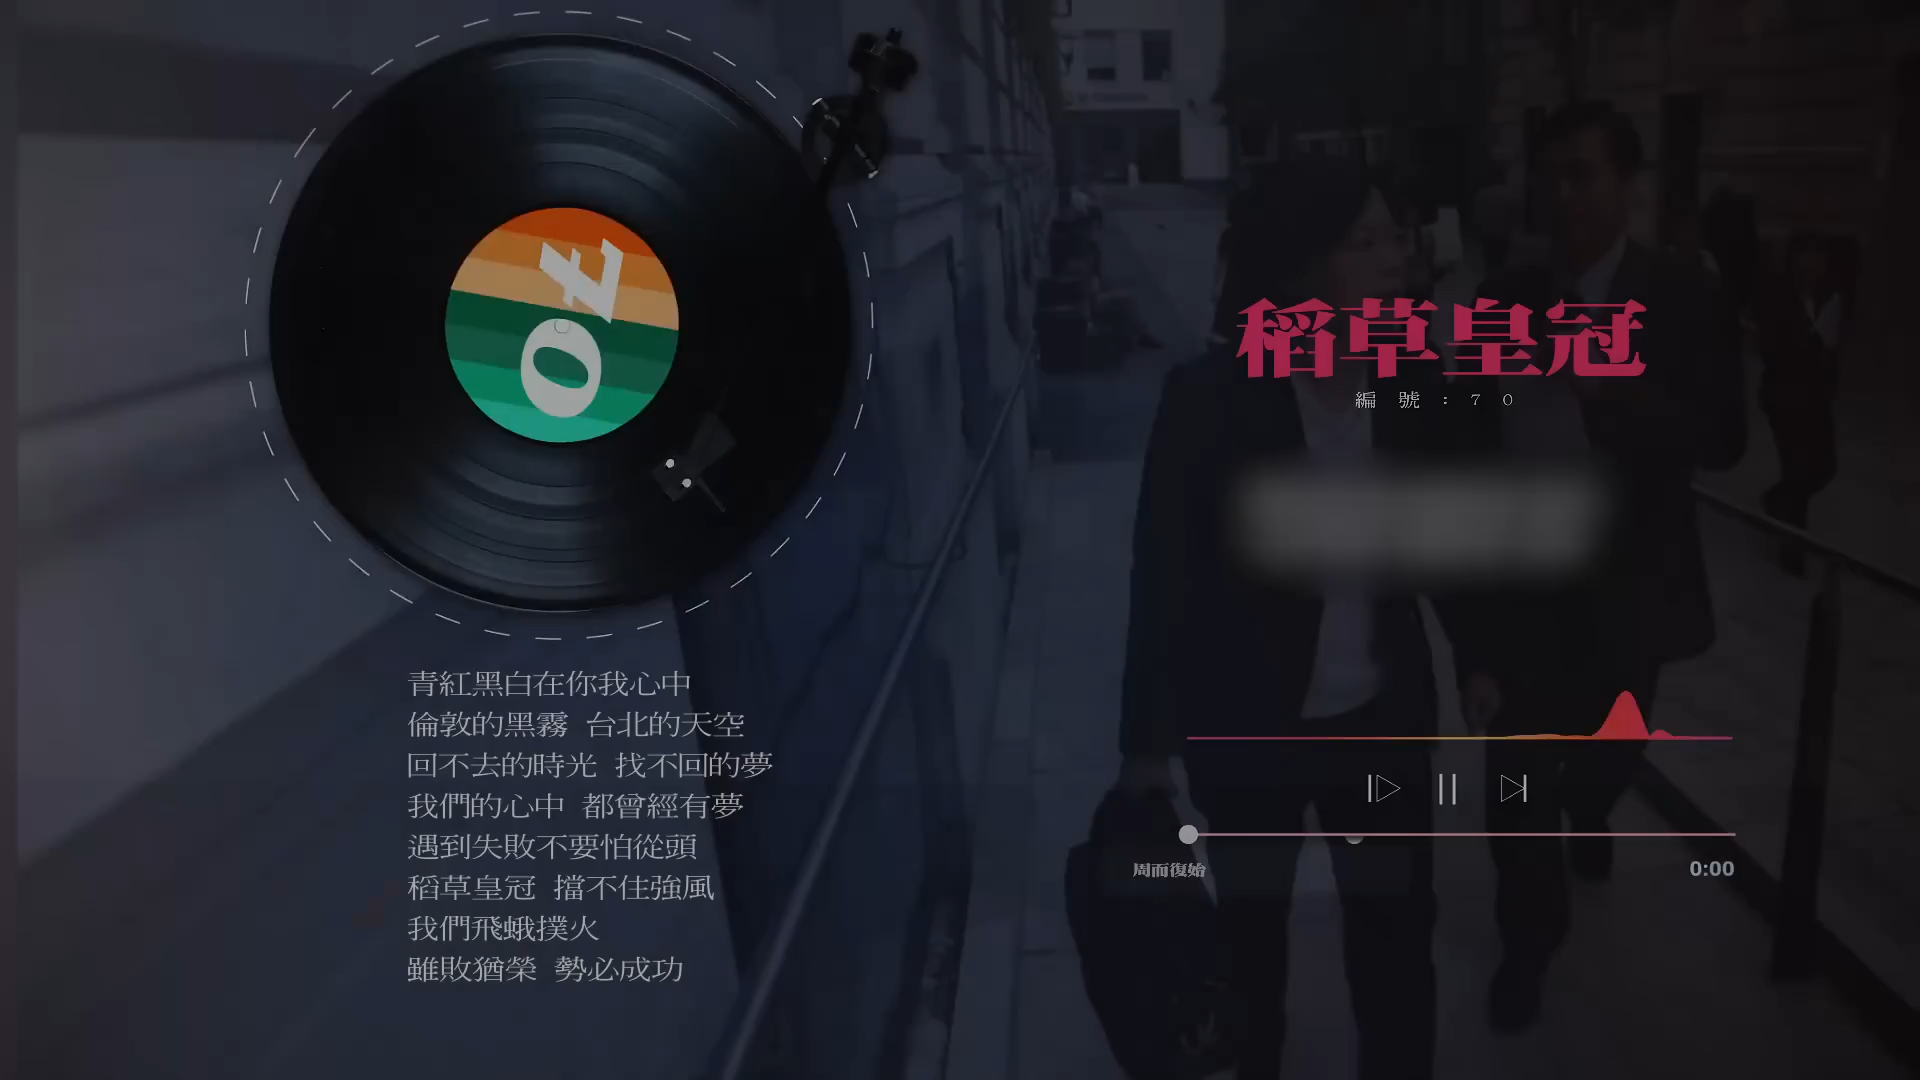 70
青紅黑白在你我心中
倫敦的黑霧 台北的天空
回不去的時光 找不回的夢
我們的心中 都曾經有夢
遇到失敗不要怕從頭
稻草皇冠 擋不住強風
我們飛蛾撲火
雖敗猶榮 勢必成功
稻草皇冠
編號:70
周而復始
0:00